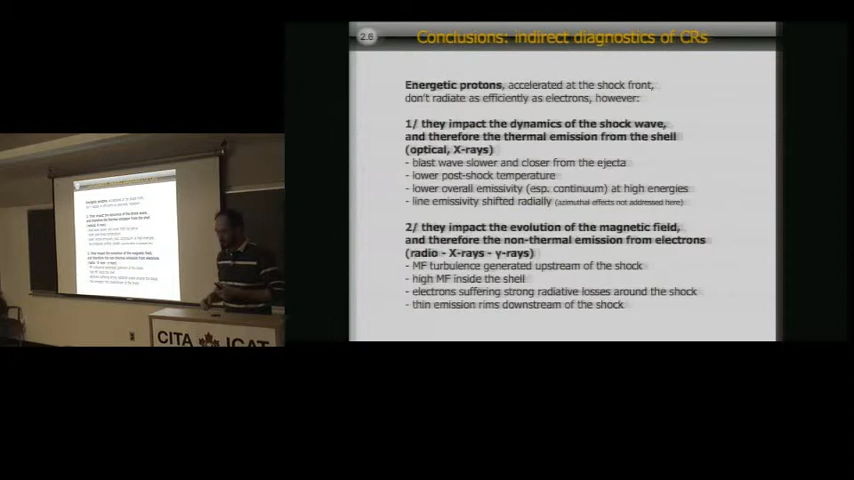 2.6
Conclusions: indirect diagnostics of CRs
Energetic protons, accelerated at the shock front,
don't radiate as efficiently as electrons, however:
1/ they impact the dynamics of the shock wave,
and therefore the thermal emission from the shell
(optical, X-rays)
- blast wave slower and closer from the ejecta
- lower post-shock temperature
- lower overall emissivity (esp. continuum) at high energies
- line emissivity shifted radially (azimuthal effects not addressed here)
2/ they impact the evolution of the magnetic field,
and therefore the non-thermal emission from electrons
(radio - X-rays - γ-rays)
- MF turbulence generated upstream of the shock
- high MF inside the shell
- electrons suffering strong radiative losses around the shock
- thin emission rims downstream of the shock
CITA ICAT